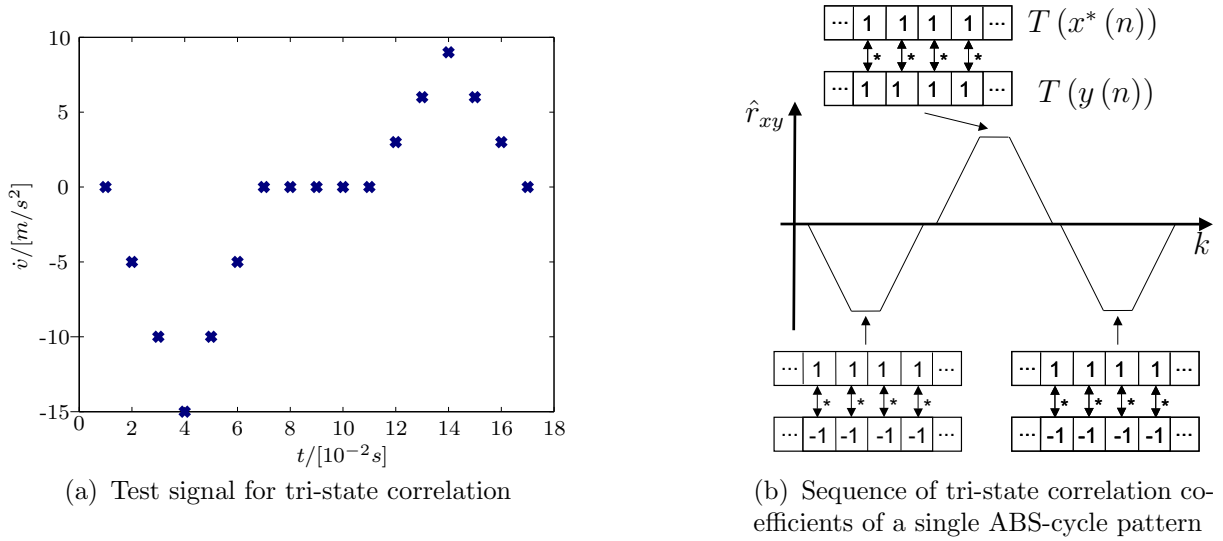 10
5
0
-5
-10
-15
0 2 4 6 8 10 12 14 16 18
v̇/[m/s²]
t/[10⁻²s]
(a) Test signal for tri-state correlation
... 1 1 1 1 ... T (x* (n))
* * * *
... 1 1 1 1 ... T (y (n))
r̂xy
k
... 1 1 1 1 ...
* * * *
... -1 -1 -1 -1 ...
... 1 1 1 1 ...
* * * *
... -1 -1 -1 -1 ...
(b) Sequence of tri-state correlation co-
efficients of a single ABS-cycle pattern